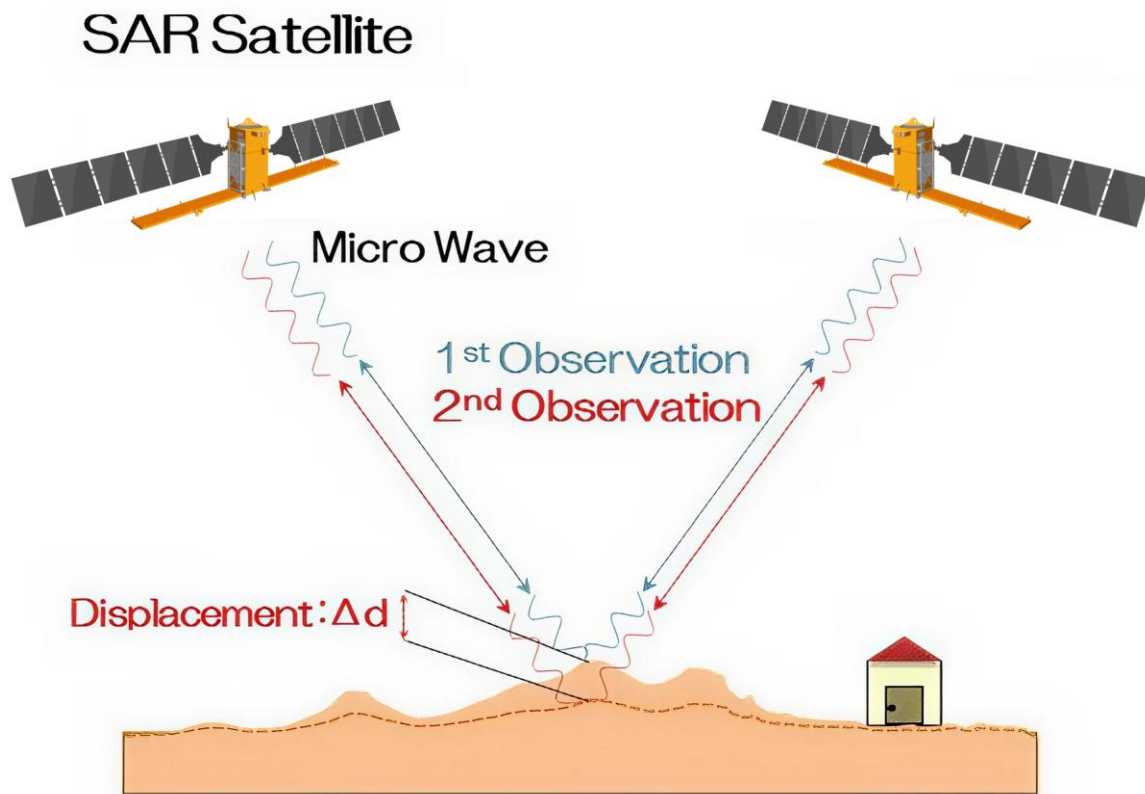 SAR Satellite
Micro Wave
1st Observation
2nd Observation
Displacement:Δd